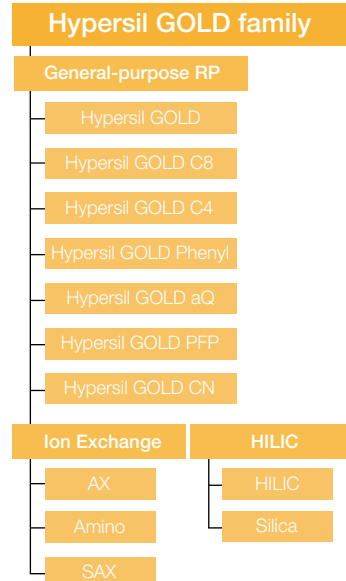 Hypersil GOLD family
General-purpose RP
Hypersil GOLD
Hypersil GOLD C8
Hypersil GOLD C4
Hypersil GOLD Phenyl
Hypersil GOLD aQ
Hypersil GOLD PFP
Hypersil GOLD CN
Ion Exchange
AX
Amino
SAX
HILIC
HILIC
Silica